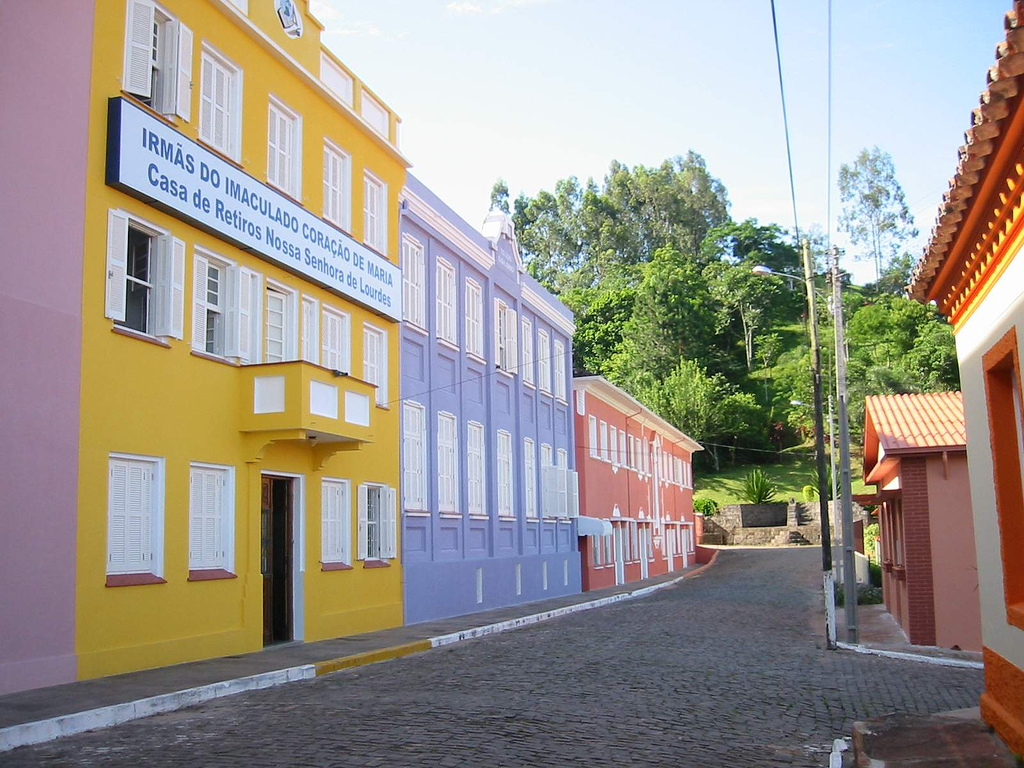 IRMÃS DO IMACULADO CORAÇÃO DE MARIA
Casa de Retiros Nossa Senhora de Lourdes